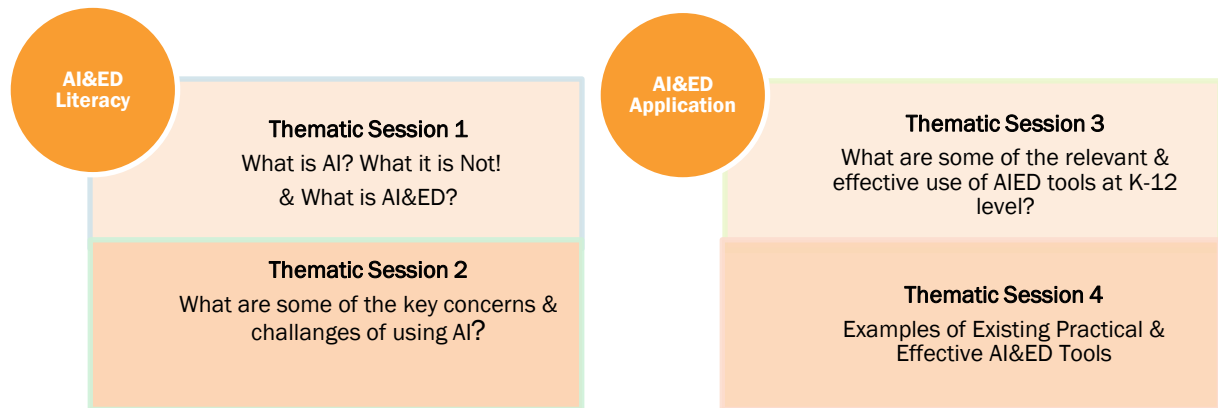 AI&ED
Literacy
Thematic Session 1
What is AI? What it is Not!
& What is AI&ED?
Thematic Session 2
What are some of the key concerns &
challanges of using AI?
AI&ED
Application
Thematic Session 3
What are some of the relevant &
effective use of AIED tools at K-12
level?
Thematic Session 4
Examples of Existing Practical &
Effective AI&ED Tools